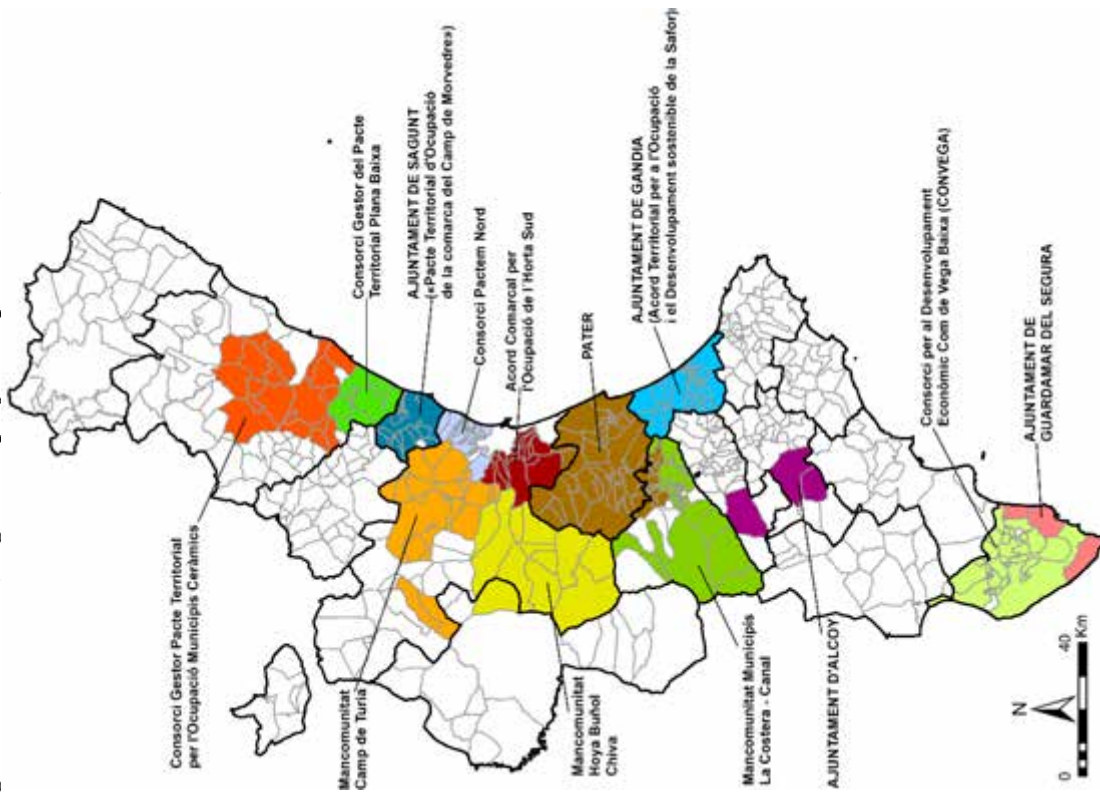 Consorci Gestor Pacte Territorial
per l'Ocupació Municipis Ceràmics
Consorci Gestor del Pacte
Territorial Plana Baixa
AJUNTAMENT DE SAGUNT
(«Pacte Territorial d'Ocupació
de la comarca del Camp de Morvedre»)
Consorci Pactem Nord
Acord Comarcal per
l'Ocupació de l'Horta Sud
PATER
AJUNTAMENT DE GANDIA
(Acord Territorial per a l'Ocupació
i el Desenvolupament sostenible de la Safor)
Consorci per al Desenvolupament
Econòmic Com de Vega Baixa (CONVEGA)
AJUNTAMENT DE
GUARDAMAR DEL SEGURA
Mancomunitat
Camp de Turia
Mancomunitat
Hoya Buñol
Chiva
Mancomunitat Municipis
La Costera - Canal
AJUNTAMENT D'ALCOY
N
0
40
Km